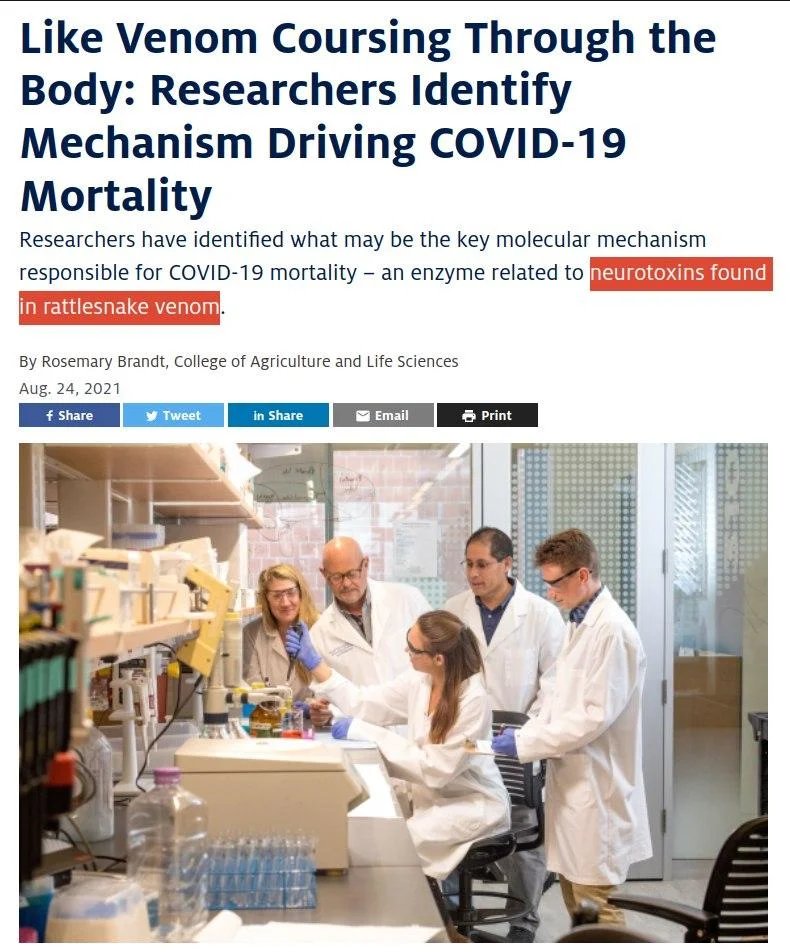 Like Venom Coursing Through the
Body: Researchers Identify
Mechanism Driving COVID-19
Mortality
Researchers have identified what may be the key molecular mechanism
responsible for COVID-19 mortality – an enzyme related to neurotoxins found
in rattlesnake venom.
By Rosemary Brandt, College of Agriculture and Life Sciences
Aug. 24, 2021
f Share
Tweet
in Share
Email
Print